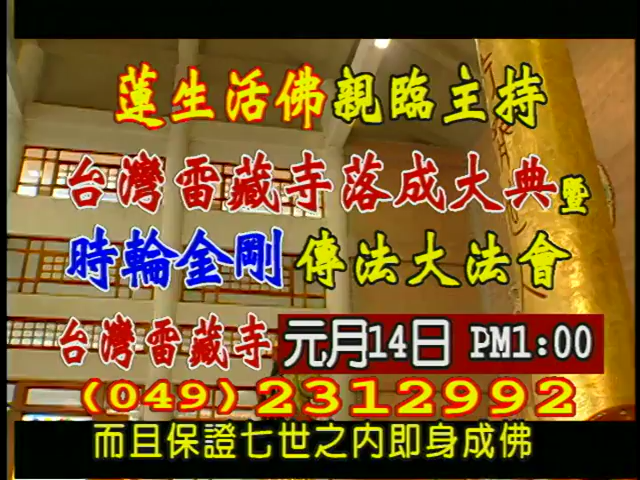 蓮生活佛親臨主持
台灣雷藏寺落成大典暨
時輪金剛傳法大法會
台灣雷藏寺 元月14日 PM1:00
(049)2312992
而且保證七世之內即身成佛